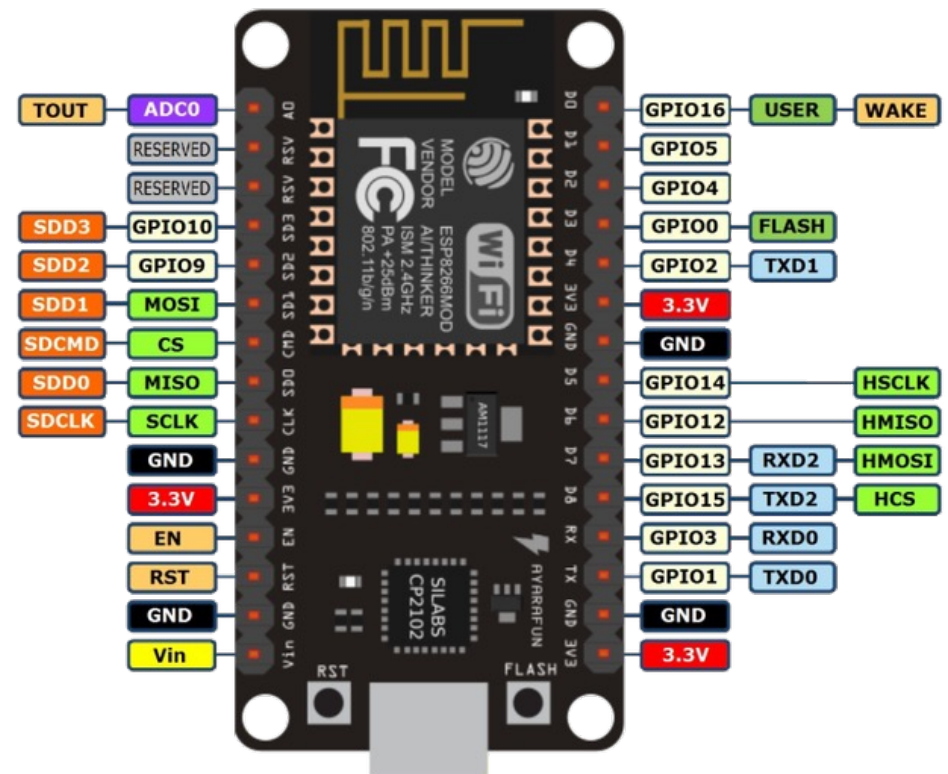 TOUT ADC0 A0 D0 GPIO16 USER WAKE
RESERVED RSV D1 GPIO5
RESERVED RSV D2 GPIO4
SDD3 GPIO10 SD3 D3 GPIO0 FLASH
SDD2 GPIO9 SD2 D4 GPIO2 TXD1
SDD1 MOSI SD1 3V3 3.3V
SDCMD CS CMD GND GND
SDD0 MISO SDO D5 GPIO14 HSCLK
SDCLK SCLK CLK D6 GPIO12 HMISO
GND GND D7 GPIO13 RXD2 HMOSI
3.3V 3V3 D8 GPIO15 TXD2 HCS
EN EN RX GPIO3 RXD0
RST RST TX GPIO1 TXD0
GND GND GND GND
Vin Vin 3V3 3.3V
MODEL ESP8266MOD
VENDOR AI/THINKER
ISM 2.4GHz
PA +25dBm
802.11b/g/n
FC
Wi Fi
AM1117
SILABS
CP2102
AYARAFUN
RST
FLASH